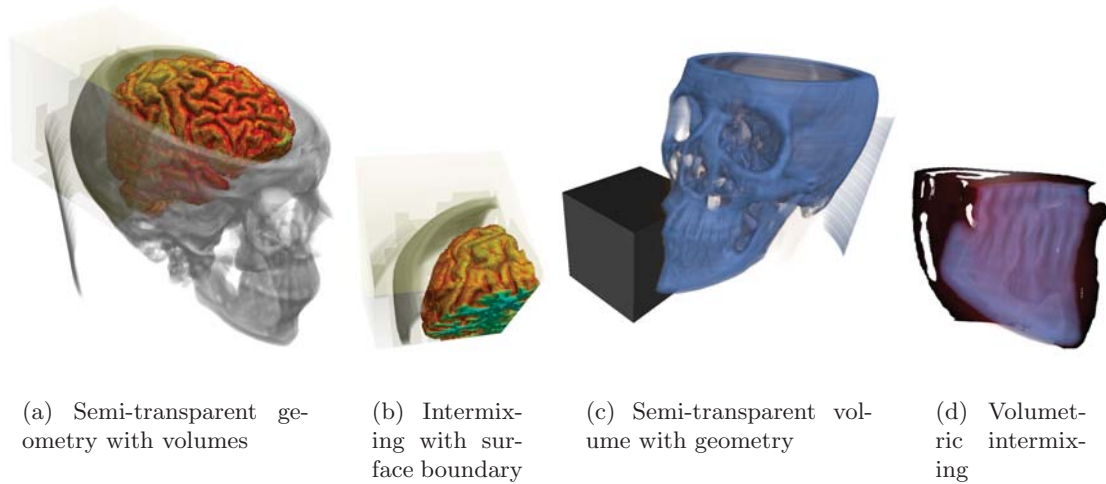 (a) Semi-transparent ge-
ometry with volumes
(b) Intermix-
ing with sur-
face boundary
(c) Semi-transparent vol-
ume with geometry
(d) Volumet-
ric intermix-
ing